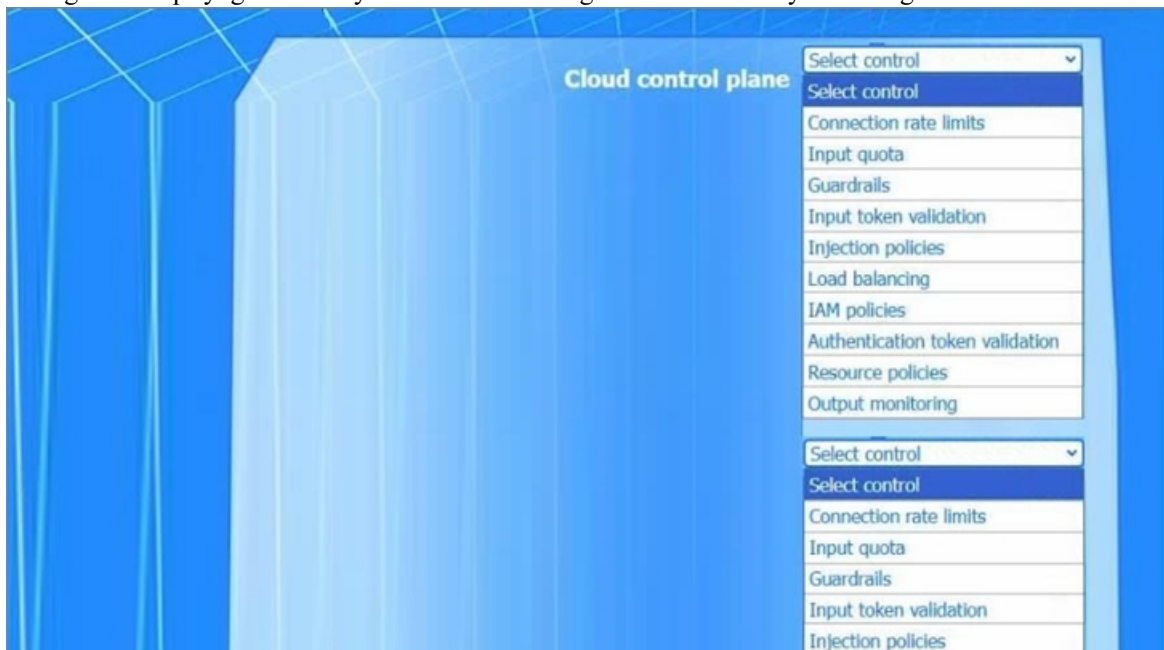 Select control
Cloud control plane
Select control
Connection rate limits
Input quota
Guardrails
Input token validation
Injection policies
Load balancing
IAM policies
Authentication token validation
Resource policies
Output monitoring
Select control
Select control
Connection rate limits
Input quota
Guardrails
Input token validation
Injection policies